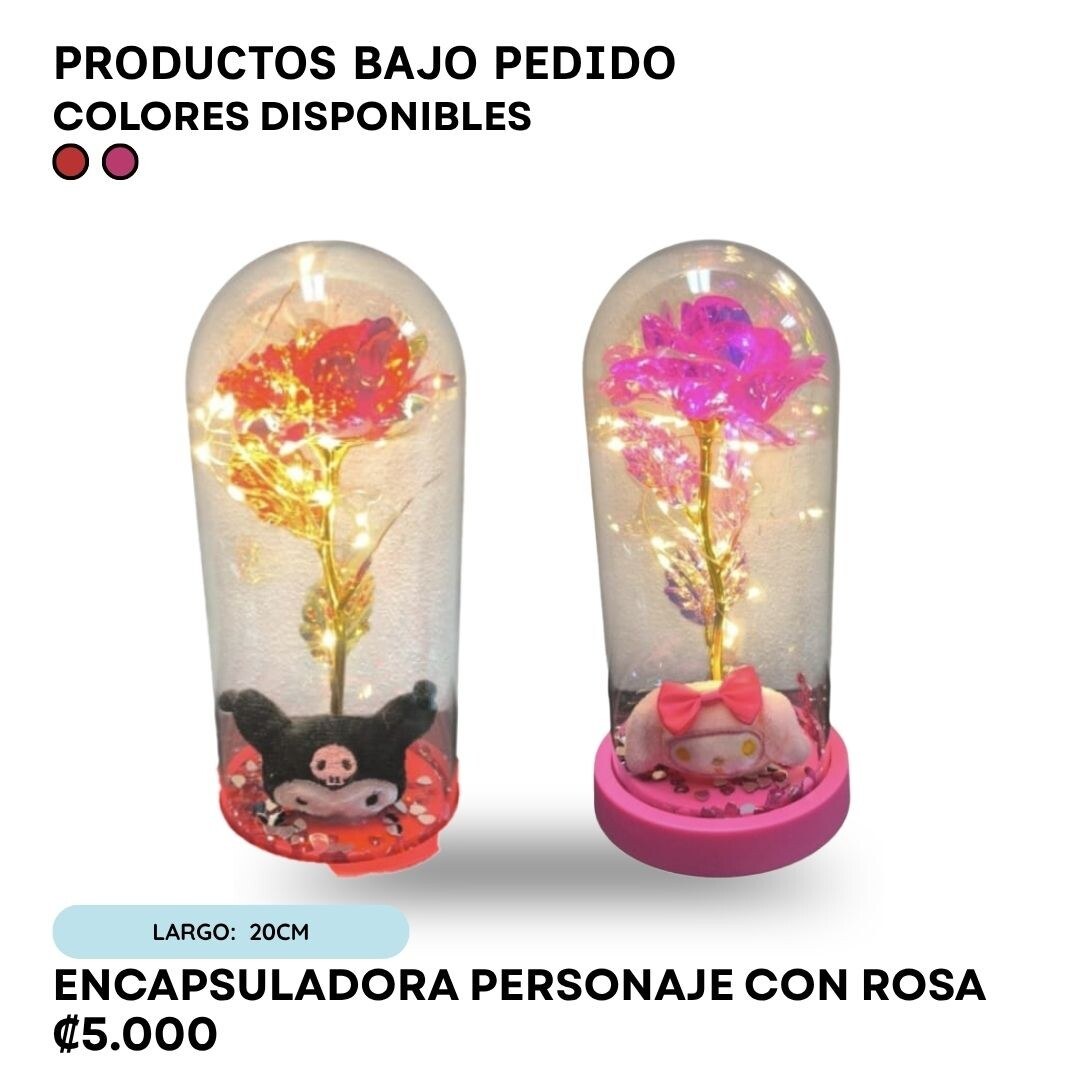 PRODUCTOS BAJO PEDIDO
COLORES DISPONIBLES
LARGO: 20CM
ENCAPSULADORA PERSONAJE CON ROSA
₡5.000